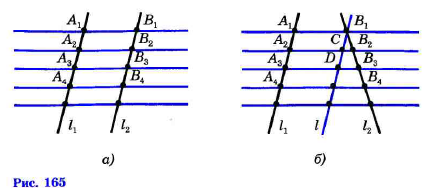 A₁ B₁ A₁ B₁
A₂ B₂ A₂ C B₂
A₃ B₃ A₃ D B₃
A₄ B₄ A₄ B₄
l₁ l₂ l₁ l l₂
а) б)
Рис. 165